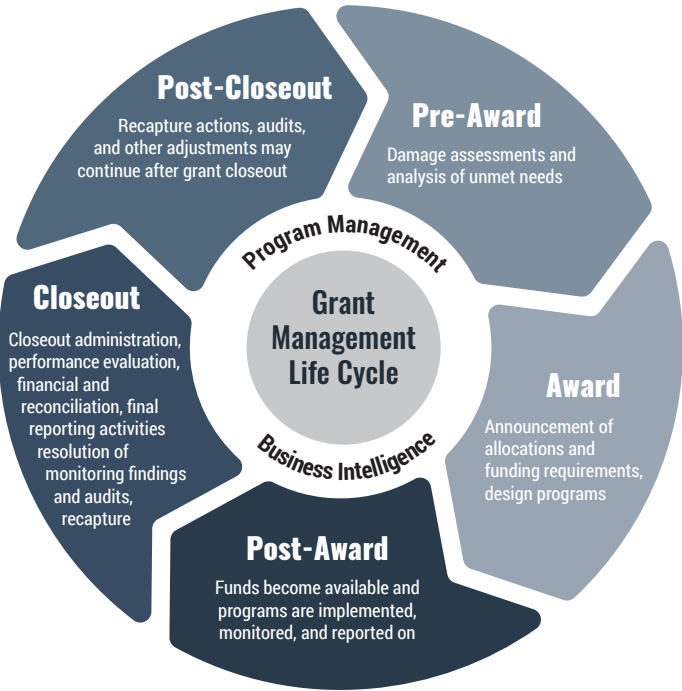 Post-Closeout
Recapture actions, audits,
and other adjustments may
continue after grant closeout
Pre-Award
Damage assessments and
analysis of unmet needs
Program Management
Grant
Management
Life Cycle
Business Intelligence
Closeout
Closeout administration,
performance evaluation,
financial and
reconciliation, final
reporting activities
resolution of
monitoring findings
and audits,
recapture
Award
Announcement of
allocations and
funding requirements,
design programs
Post-Award
Funds become available and
programs are implemented,
monitored, and reported on